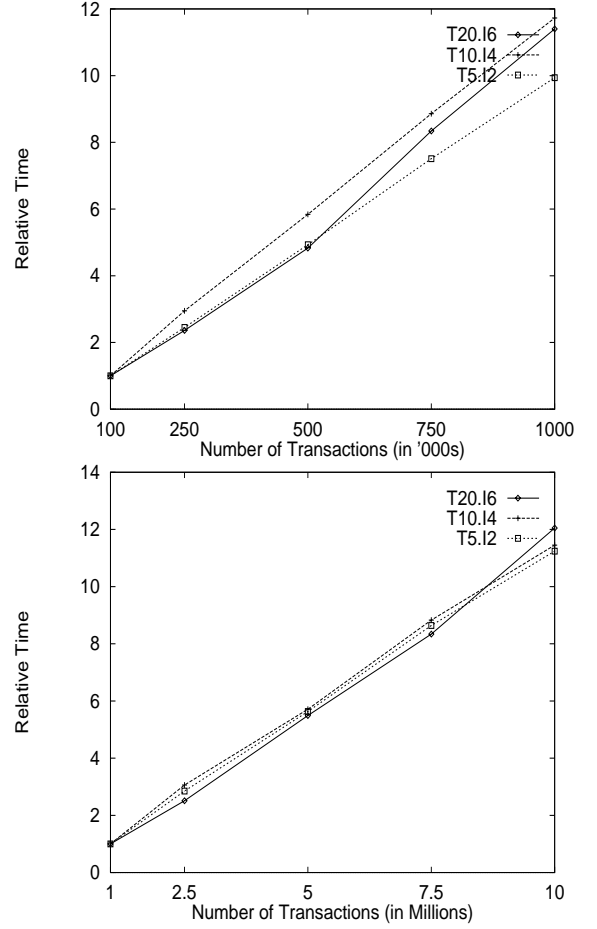 12
10
8
6
4
2
0
Relative Time
T20.I6
T10.I4
T5.I2
100 250 500 750 1000
Number of Transactions (in '000s)
14
12
10
8
6
4
2
0
Relative Time
T20.I6
T10.I4
T5.I2
1 2.5 5 7.5 10
Number of Transactions (in Millions)